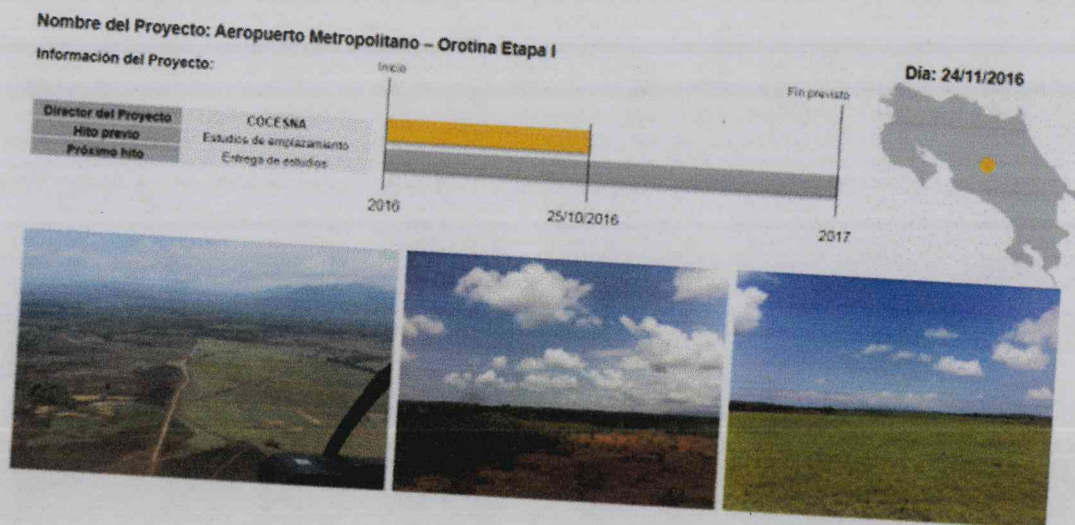 Nombre del Proyecto: Aeropuerto Metropolitano – Orotina Etapa I
Día: 24/11/2016
Información del Proyecto:
Inicio
Fin previsto
Director del Proyecto COCESNA
Hito previo Estudios de emplazamiento
Próximo hito Entrega de estudios
2016
25/10/2016
2017